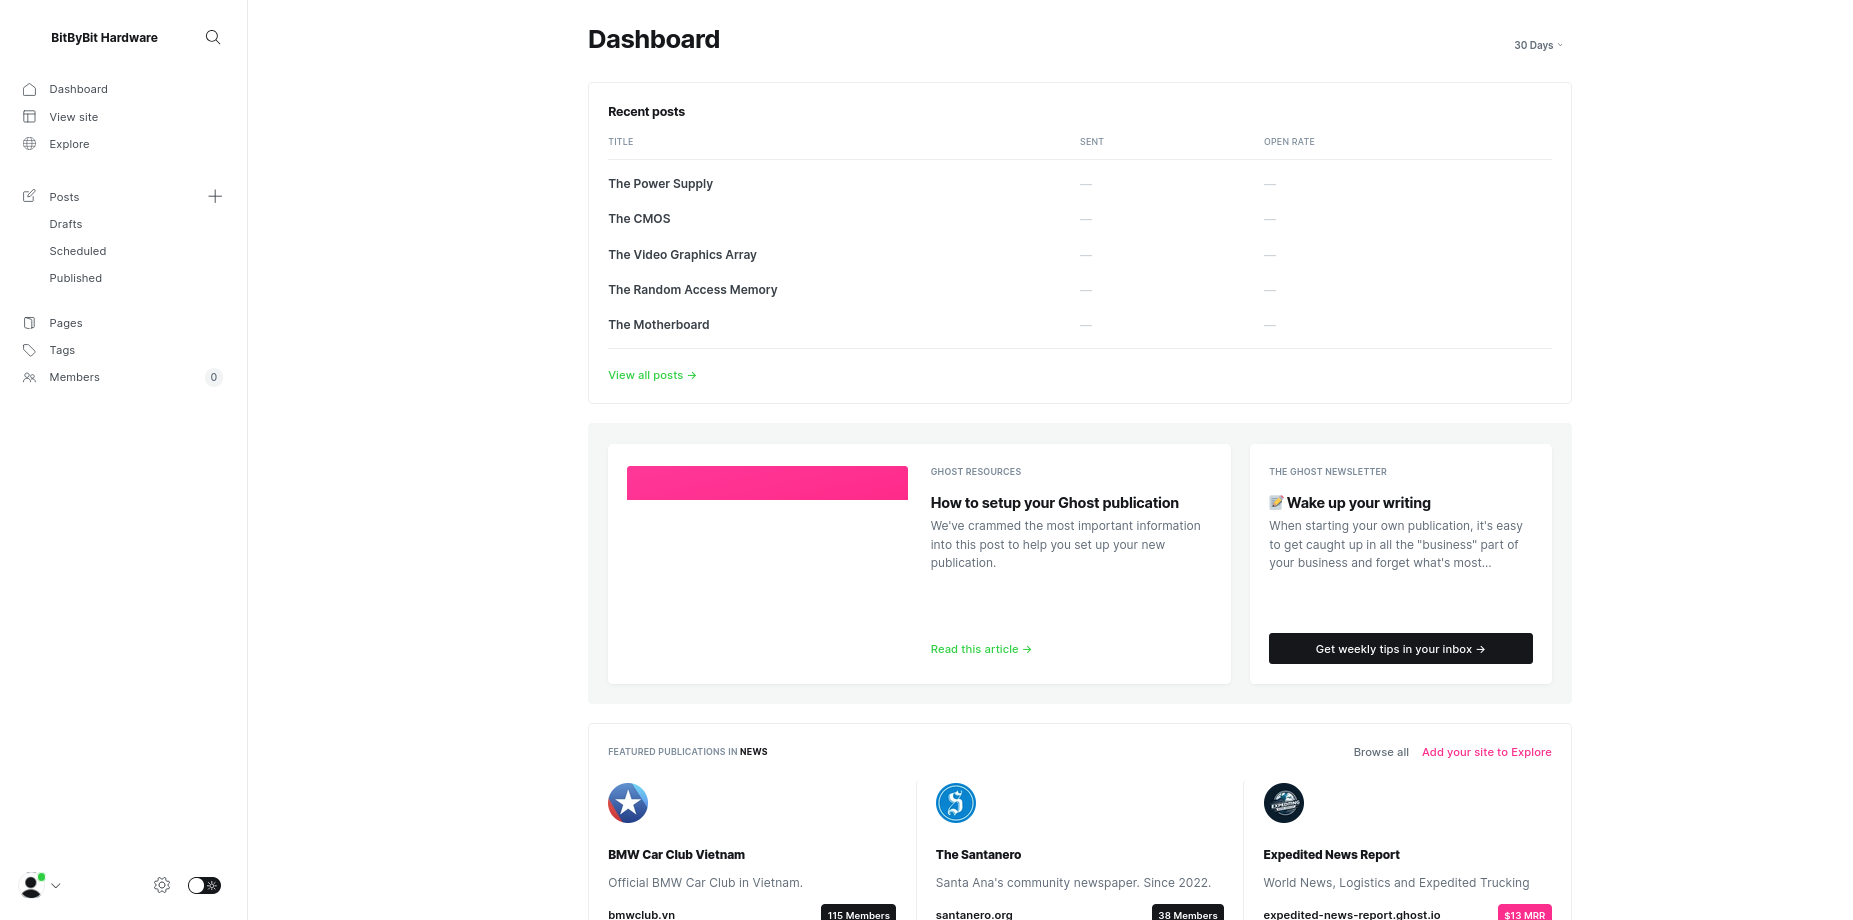 BitByBit Hardware
Dashboard
View site
Explore
Posts
Drafts
Scheduled
Published
Pages
Tags
Members 0
Dashboard
30 Days
Recent posts
TITLE SENT OPEN RATE
The Power Supply — —
The CMOS — —
The Video Graphics Array — —
The Random Access Memory — —
The Motherboard — —
View all posts →
GHOST RESOURCES
How to setup your Ghost publication
We've crammed the most important information
into this post to help you set up your new
publication.
Read this article →
THE GHOST NEWSLETTER
📝 Wake up your writing
When starting your own publication, it's easy
to get caught up in all the "business" part of
your business and forget what's most...
Get weekly tips in your inbox →
FEATURED PUBLICATIONS IN NEWS
Browse all Add your site to Explore
BMW Car Club Vietnam
Official BMW Car Club in Vietnam.
bmwclub.vn 115 Members
S
The Santanero
Santa Ana's community newspaper. Since 2022.
santanero.org 38 Members
EXPEDITING
Expedited News Report
World News, Logistics and Expedited Trucking
expedited-news-report.ghost.io $13 MRR